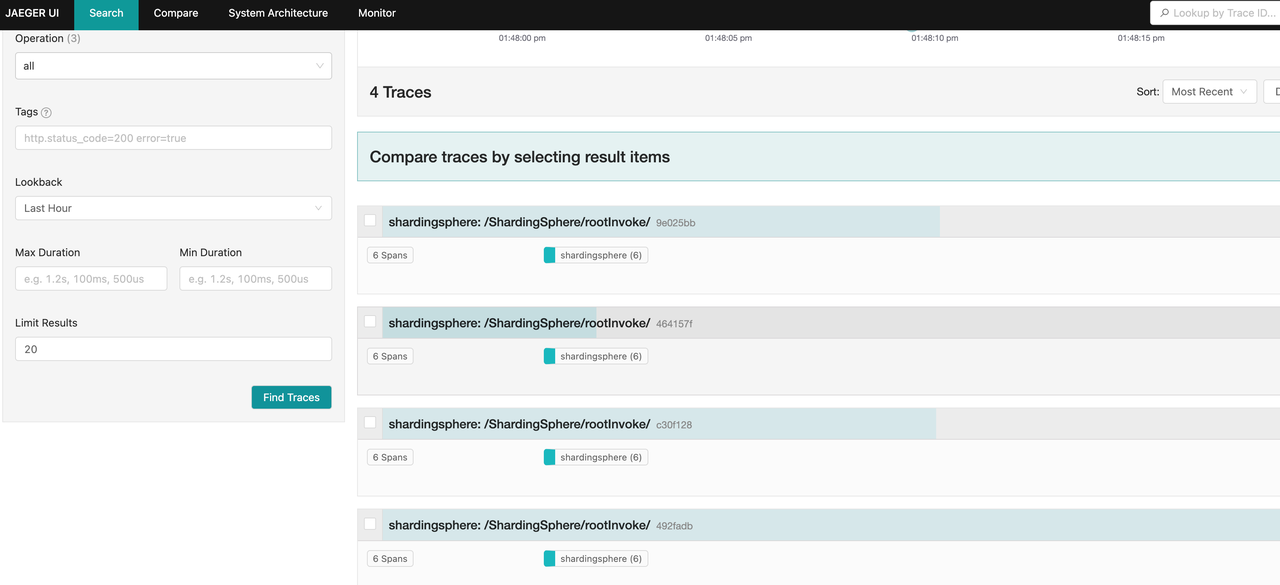 JAEGER UI Search Compare System Architecture Monitor Lookup by Trace ID...
Operation (3)
all
Tags
http.status_code=200 error=true
Lookback
Last Hour
Max Duration Min Duration
e.g. 1.2s, 100ms, 500us e.g. 1.2s, 100ms, 500us
Limit Results
20
Find Traces
01:48:00 pm 01:48:05 pm 01:48:10 pm 01:48:15 pm
4 Traces Sort: Most Recent
Compare traces by selecting result items
shardingsphere: /ShardingSphere/rootInvoke/ 9e025bb
6 Spans shardingsphere (6)
shardingsphere: /ShardingSphere/rootInvoke/ 464157f
6 Spans shardingsphere (6)
shardingsphere: /ShardingSphere/rootInvoke/ c30f128
6 Spans shardingsphere (6)
shardingsphere: /ShardingSphere/rootInvoke/ 492fadb
6 Spans shardingsphere (6)